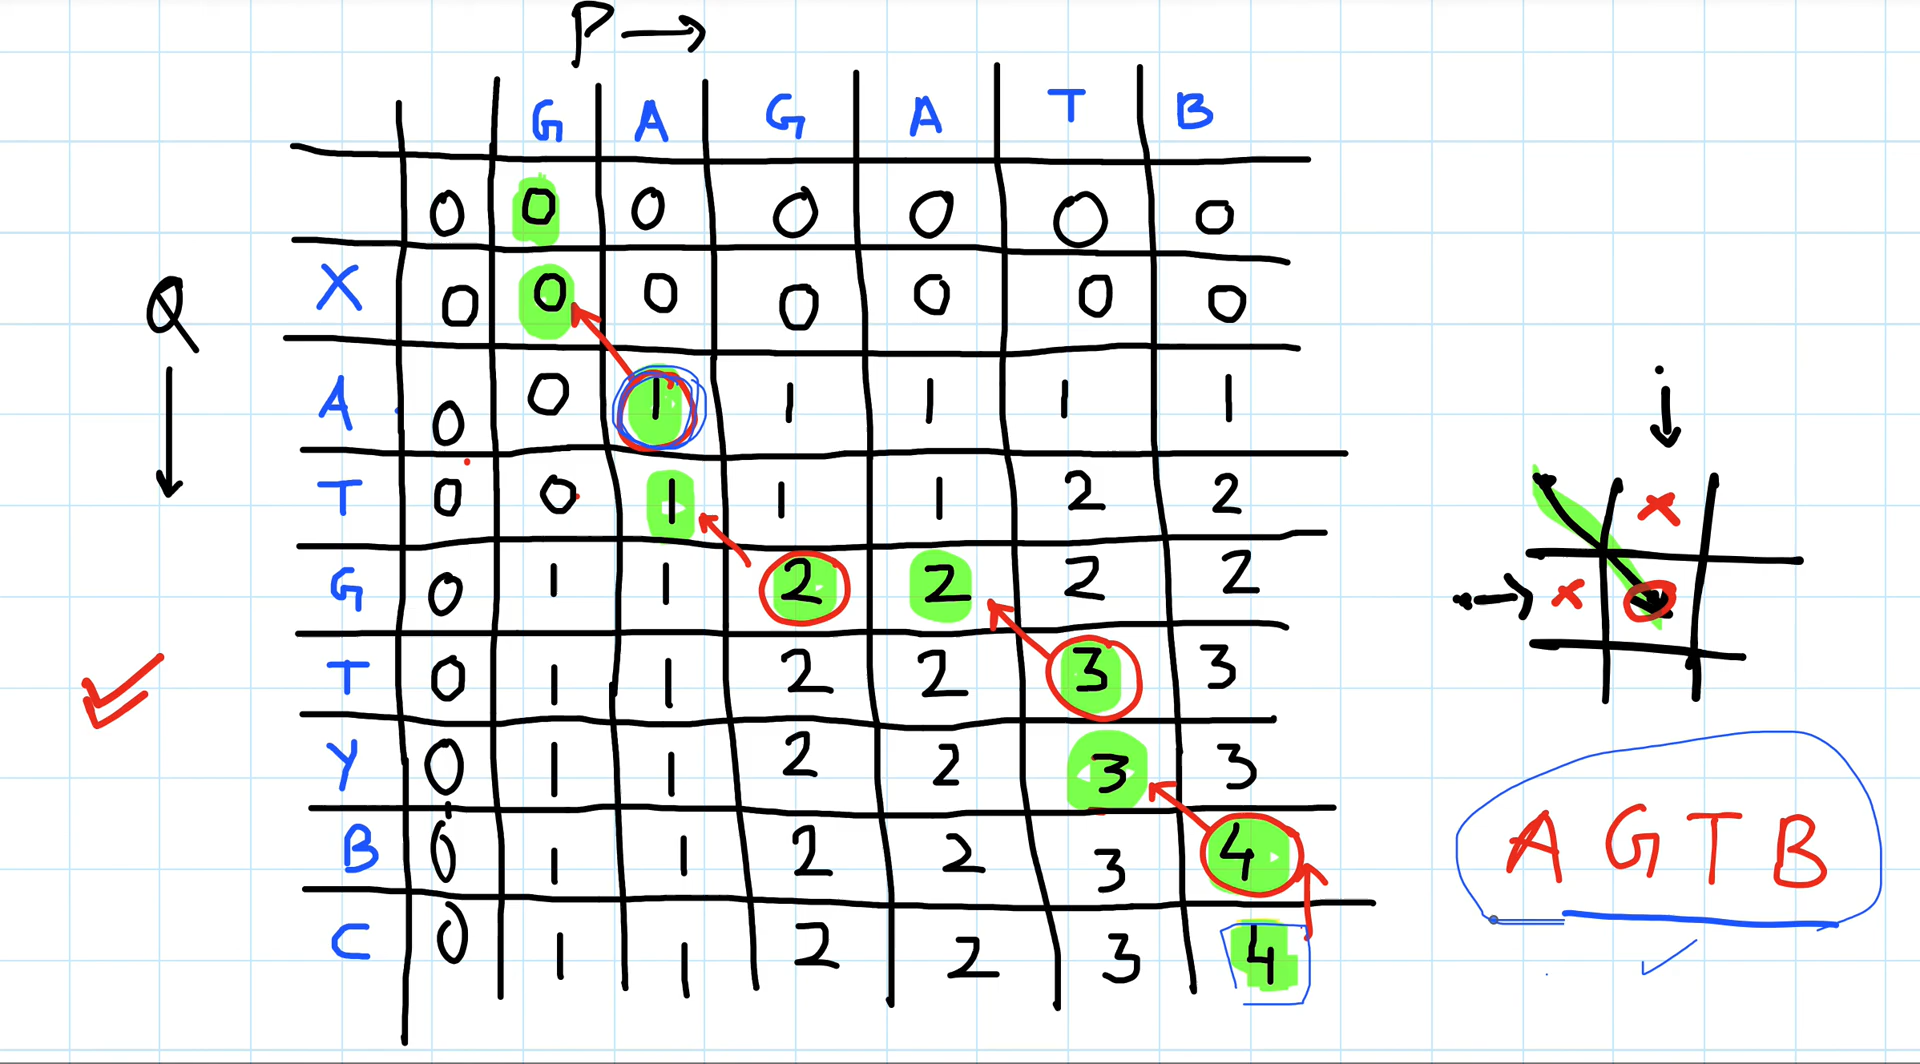 P →
G A G A T B
0 0 0 0 0 0 0
Q X 0 0 0 0 0 0 0
A 0 0 1 1 1 1 1
T 0 0 1 1 1 2 2
G 0 1 1 2 2 2 2
T 0 1 1 2 2 3 3
Y 0 1 1 2 2 3 3
B 0 1 1 2 2 3 4
C 0 1 1 2 2 3 4
A G T B